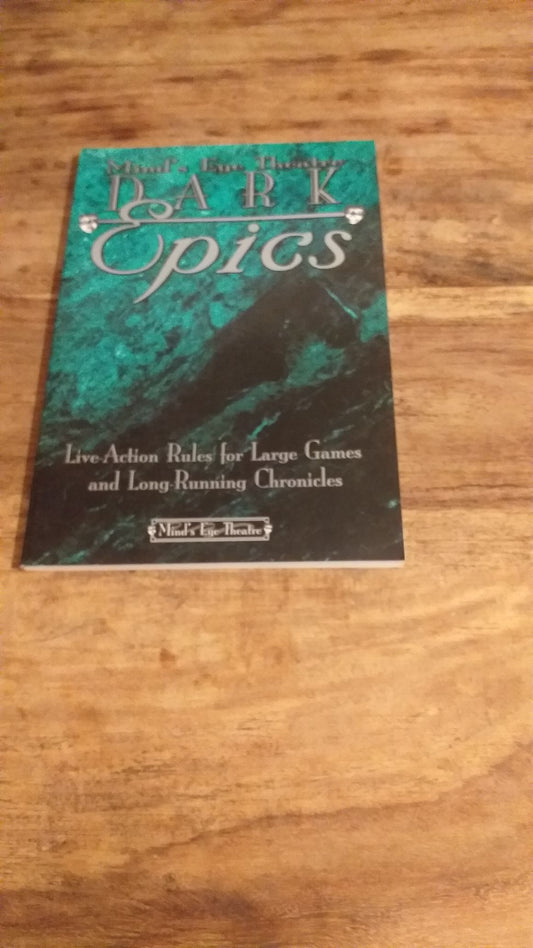 Mind's Eye Theatre
DARK
Epics
Live-Action Rules for Large Games
and Long-Running Chronicles
Mind's Eye Theatre